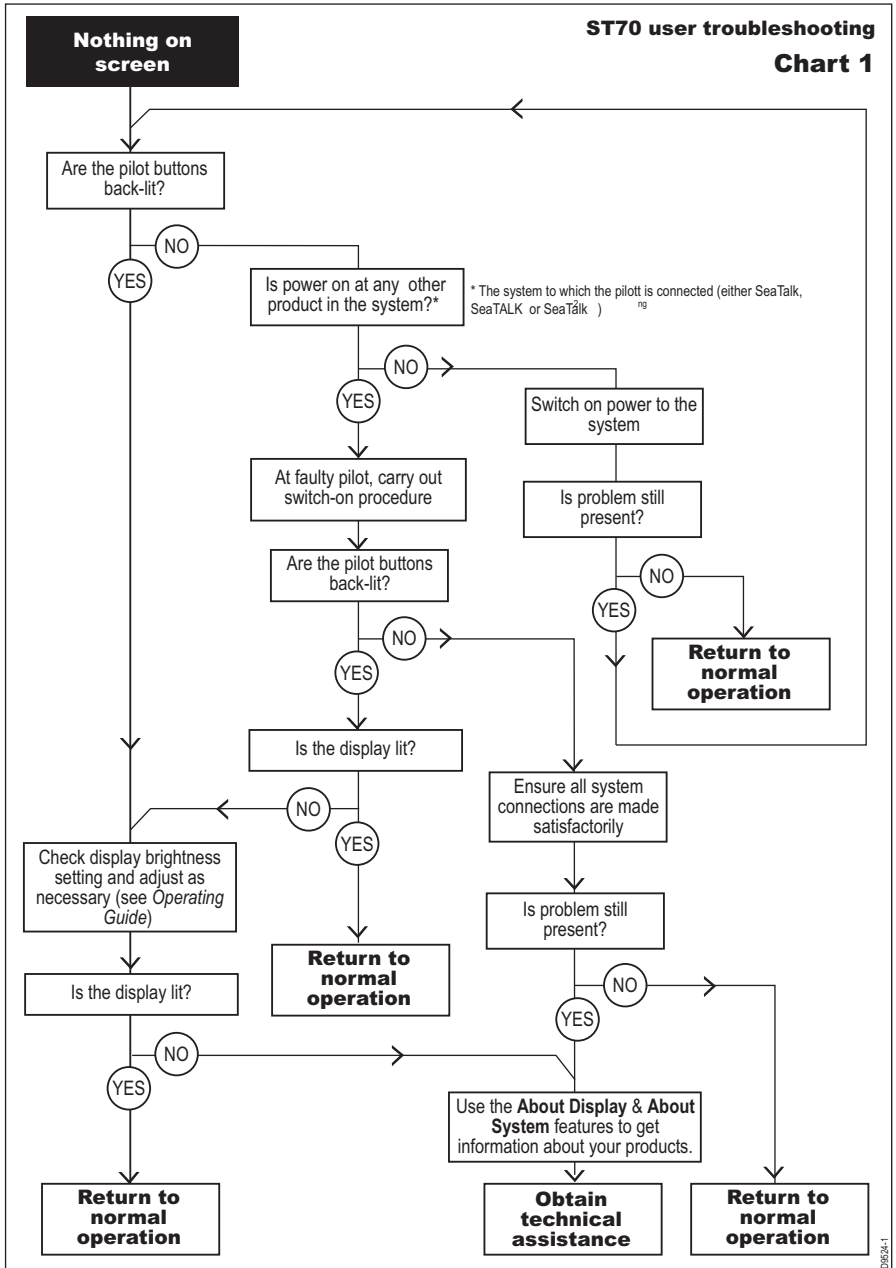 Nothing on
screen
ST70 user troubleshooting
Chart 1
Are the pilot buttons
back-lit?
NO
YES
Is power on at any other
product in the system?*
* The system to which the pilott is connected (either SeaTalk,
SeaTALK or SeaTalk2 ) ng
NO
YES
Switch on power to the
system
At faulty pilot, carry out
switch-on procedure
Is problem still
present?
Are the pilot buttons
back-lit?
NO
YES
Return to
normal
operation
NO
YES
Is the display lit?
Ensure all system
connections are made
satisfactorily
NO
YES
Check display brightness
setting and adjust as
necessary (see Operating
Guide)
Is problem still
present?
Return to
normal
operation
Is the display lit?
NO
YES
NO
YES
Use the About Display & About
System features to get
information about your products.
Return to
normal
operation
Obtain
technical
assistance
Return to
normal
operation
D9524-1